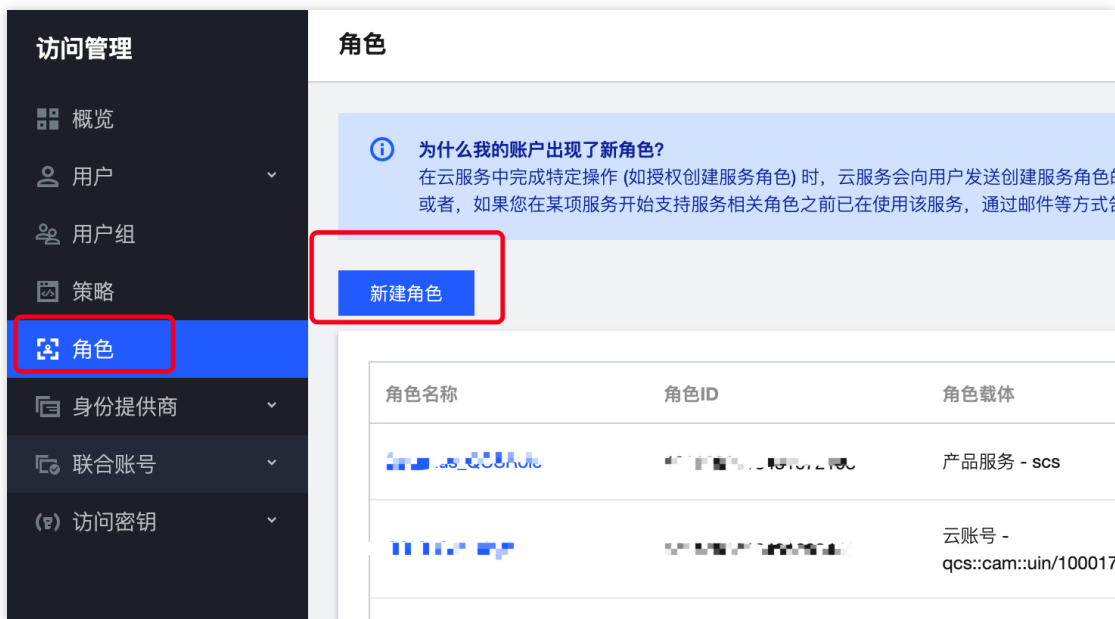 访问管理
概览
用户
用户组
策略
角色
身份提供商
联合账号
访问密钥
角色
为什么我的账户出现了新角色?
在云服务中完成特定操作 (如授权创建服务角色) 时，云服务会向用户发送创建服务角色的
或者，如果您在某项服务开始支持服务相关角色之前已在使用该服务，通过邮件等方式告
新建角色
角色名称 角色ID 角色载体
产品服务 - scs
云账号 -
qcs::cam::uin/100017